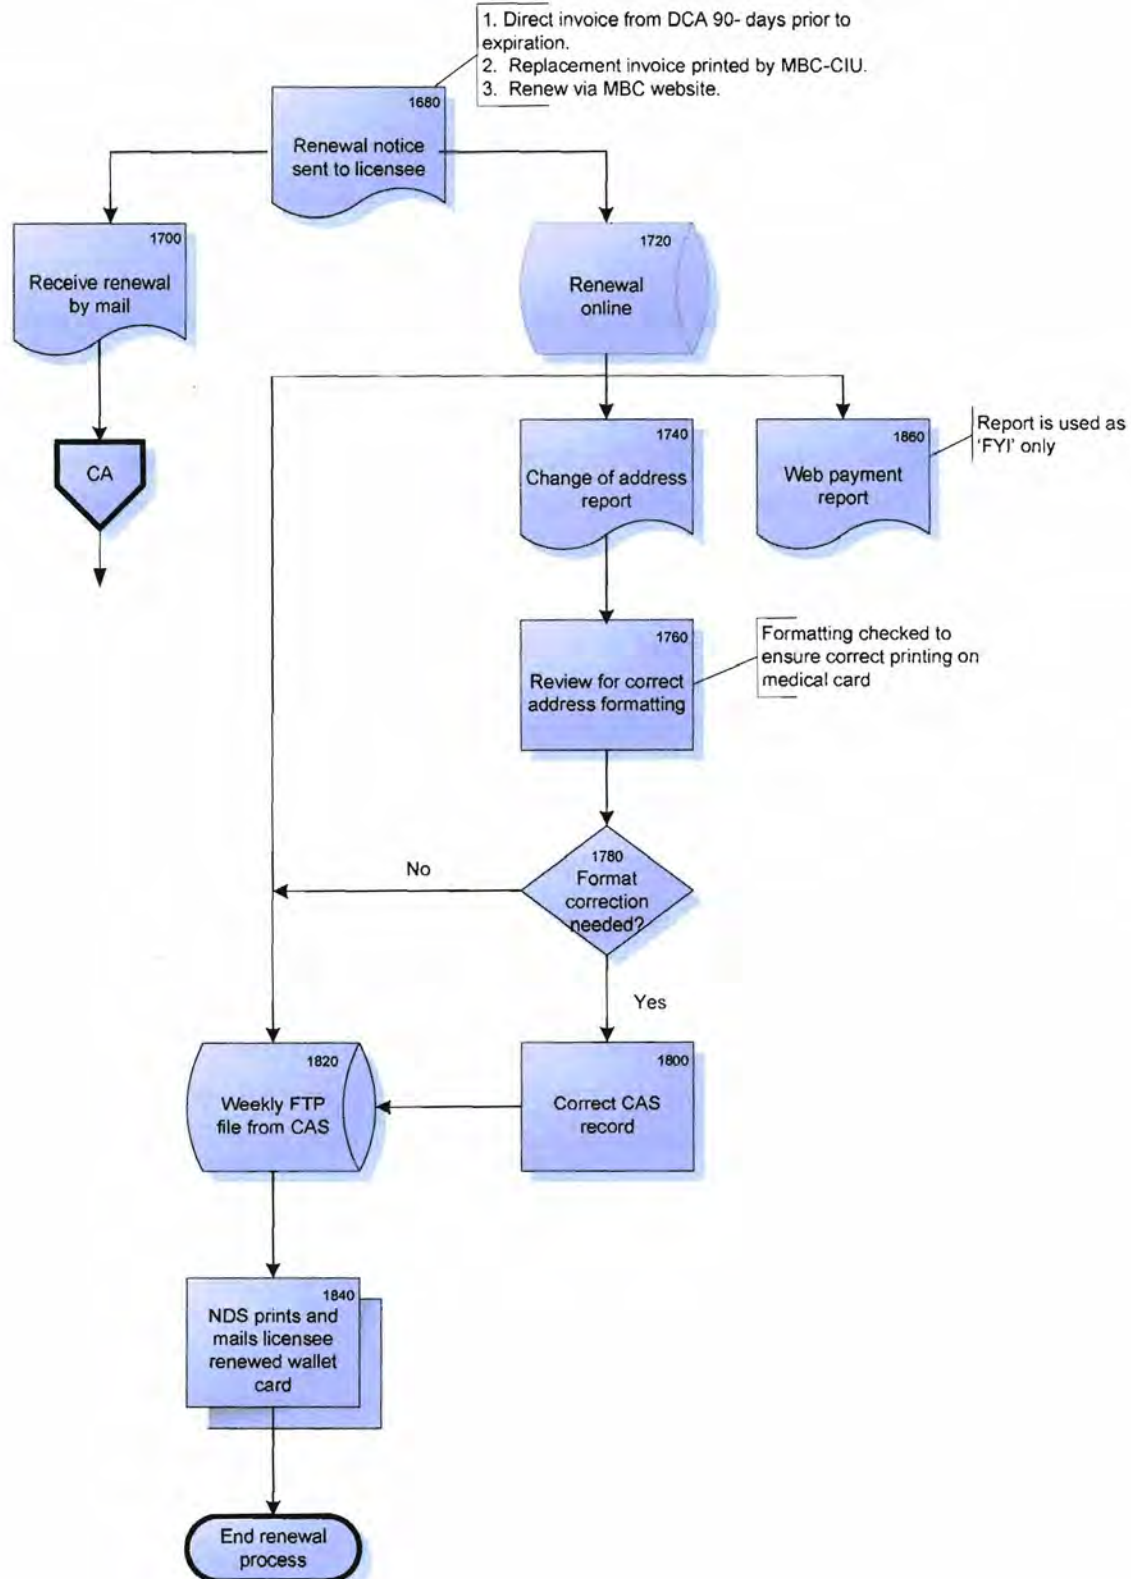 1. Direct invoice from DCA 90- days prior to
expiration.
2. Replacement invoice printed by MBC-CIU.
3. Renew via MBC website.
1680
Renewal notice
sent to licensee
1700
Receive renewal
by mail
1720
Renewal
online
CA
1740
Change of address
report
1860
Web payment
report
Report is used as
'FYI' only
1760
Review for correct
address formatting
Formatting checked to
ensure correct printing on
medical card
1780
Format
correction
needed?
No
Yes
1820
Weekly FTP
file from CAS
1800
Correct CAS
record
1840
NDS prints and
mails licensee
renewed wallet
card
End renewal
process